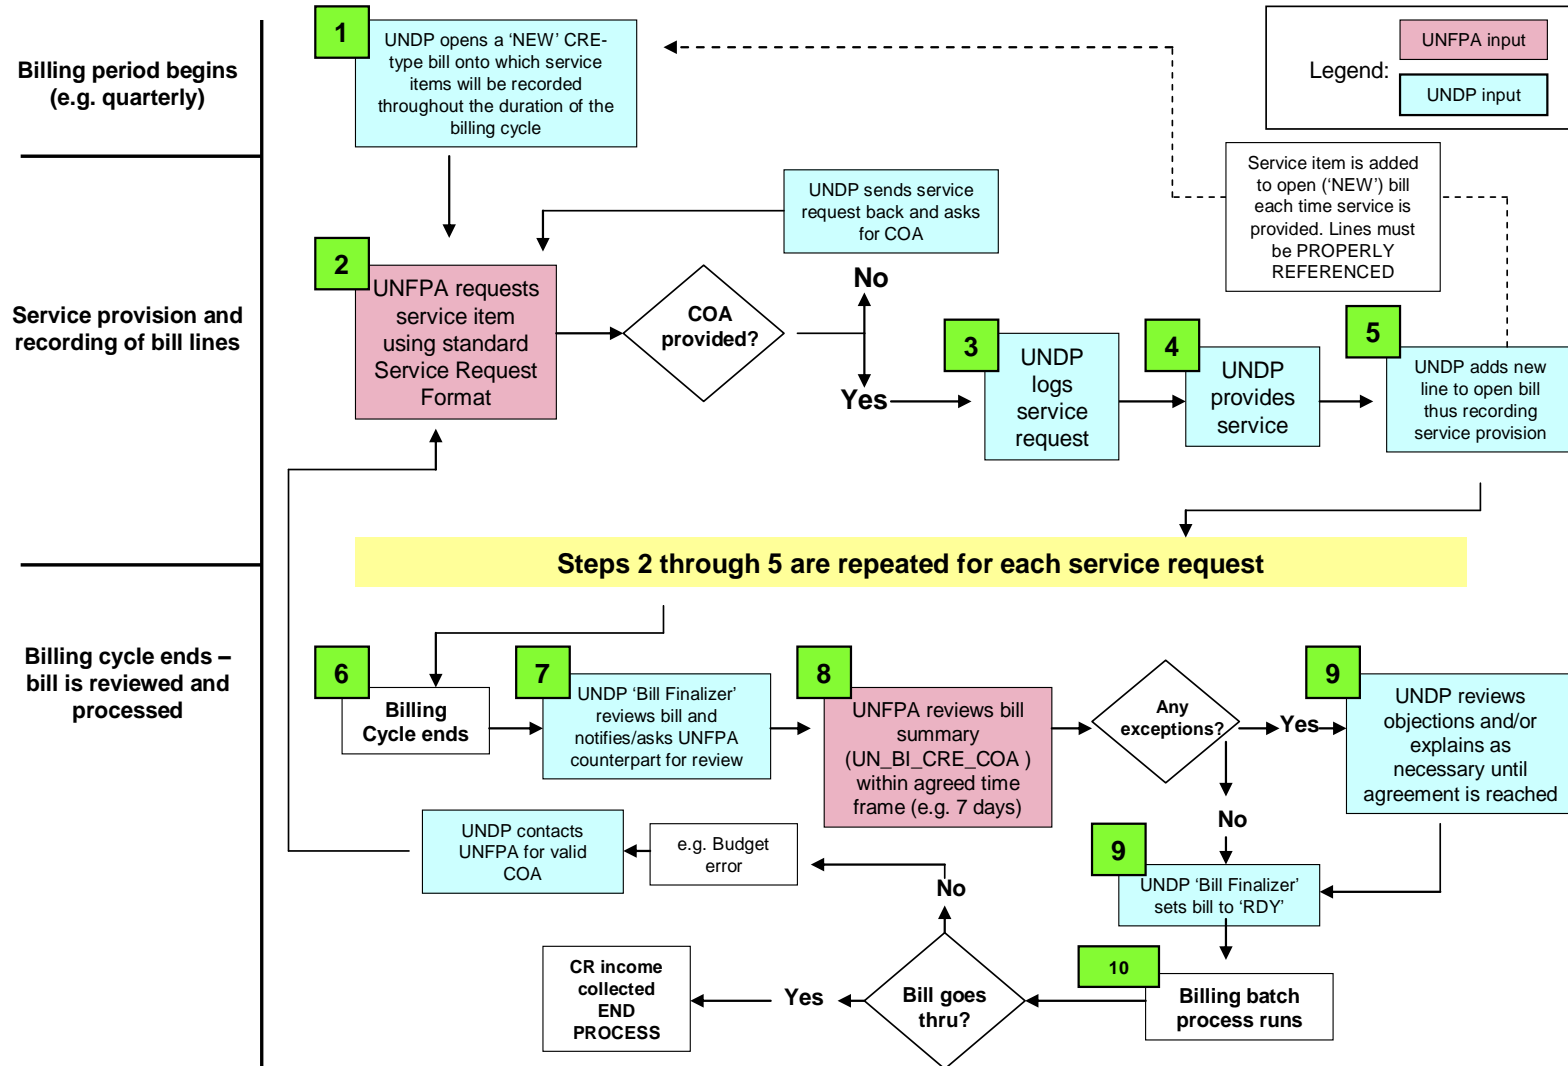 Billing period begins
(e.g. quarterly)
1
UNDP opens a ‘NEW’ CRE-
type bill onto which service
items will be recorded
throughout the duration of the
billing cycle
Legend:
UNFPA input
UNDP input
Service provision and
recording of bill lines
2
UNFPA requests
service item
using standard
Service Request
Format
COA
provided?
UNDP sends service
request back and asks
for COA
No
Yes
3
UNDP
logs
service
request
4
UNDP
provides
service
5
UNDP adds new
line to open bill
thus recording
service provision
Service item is added
to open (‘NEW’) bill
each time service is
provided. Lines must
be PROPERLY
REFERENCED
Steps 2 through 5 are repeated for each service request
Billing cycle ends –
bill is reviewed and
processed
6
Billing
Cycle ends
7
UNDP ‘Bill Finalizer’
reviews bill and
notifies/asks UNFPA
counterpart for review
8
UNFPA reviews bill
summary
(UN_BI_CRE_COA )
within agreed time
frame (e.g. 7 days)
Any
exceptions?
Yes
9
UNDP reviews
objections and/or
explains as
necessary until
agreement is reached
No
9
UNDP ‘Bill Finalizer’
sets bill to ‘RDY’
10
Billing batch
process runs
Bill goes
thru?
No
e.g. Budget
error
UNDP contacts
UNFPA for valid
COA
Yes
CR income
collected
END
PROCESS